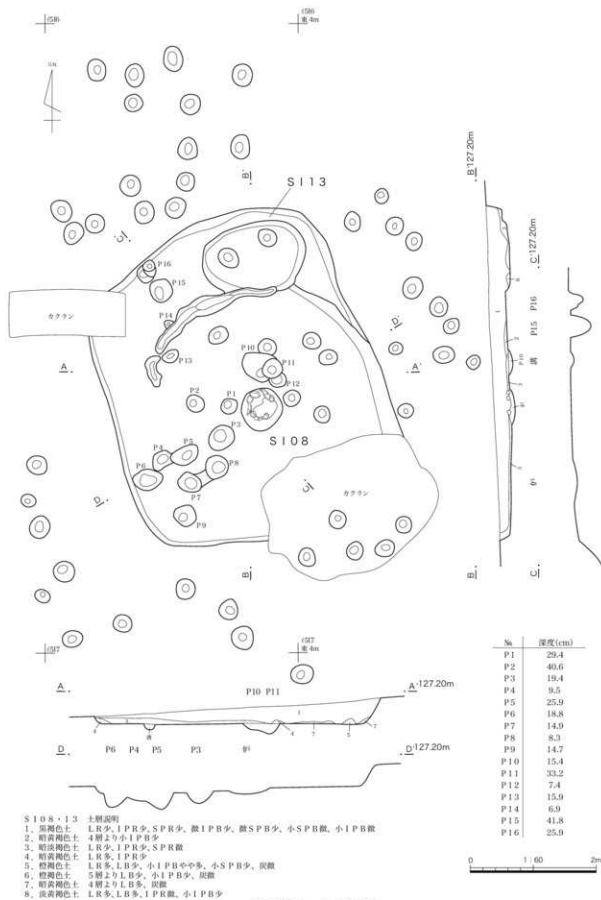 S I 13
P16
P15
カクラン
P14
P13
A
A'
P10
P11
P12
P2
P1
P3
S I 08
P5
P4
P6
P8
P7
P9
カクラン
東 4m
東 4m
B'127.20m
C'127.20m
P16
P15
B
C
A
P10 P11
A'127.20m
D
P6 P4 P5 P3 炉
D'127.20m
№ 深度(cm)
P1 29.4
P2 40.6
P3 19.4
P4 9.5
P5 25.9
P6 18.8
P7 14.9
P8 8.3
P9 14.7
P10 15.4
P11 33.2
P12 7.4
P13 15.9
P14 6.9
P15 41.8
P16 25.9
S I 08・13 土層説明
1、黒褐色土 LR少、IPR少、SPR少、微IPB少、微SPB少、小SPB微、小IPB微
2、暗黄褐色土 4層より小IPB少
3、暗淡褐色土 LR少、IPR少、SPR微
4、暗黄褐色土 LR多、IPR少
5、橙褐色土 LR多、LB少、小IPBやや多、小SPB少、炭微
6、橙褐色土 5層よりLB少、小IPB少、炭微
7、暗黄褐色土 4層よりLB多、炭微
8、淡黄褐色土 LR多、LB多、IPR微、小IPB少
0 1 : 60 2m